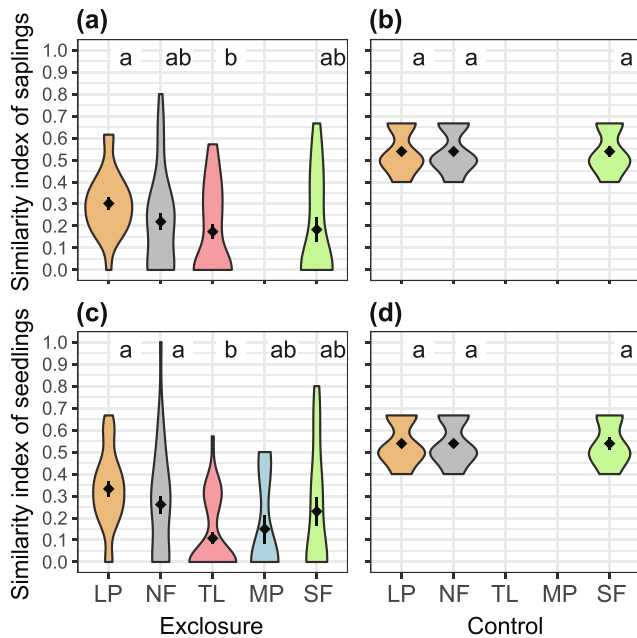 (a)
(b)
Similarity index of saplings
1.0
0.9
0.8
0.7
0.6
0.5
0.4
0.3
0.2
0.1
0.0
a ab b ab
a a a
(c)
(d)
Similarity index of seedlings
1.0
0.9
0.8
0.7
0.6
0.5
0.4
0.3
0.2
0.1
0.0
a a b ab ab
a a a
LP NF TL MP SF
LP NF TL MP SF
Exclosure
Control